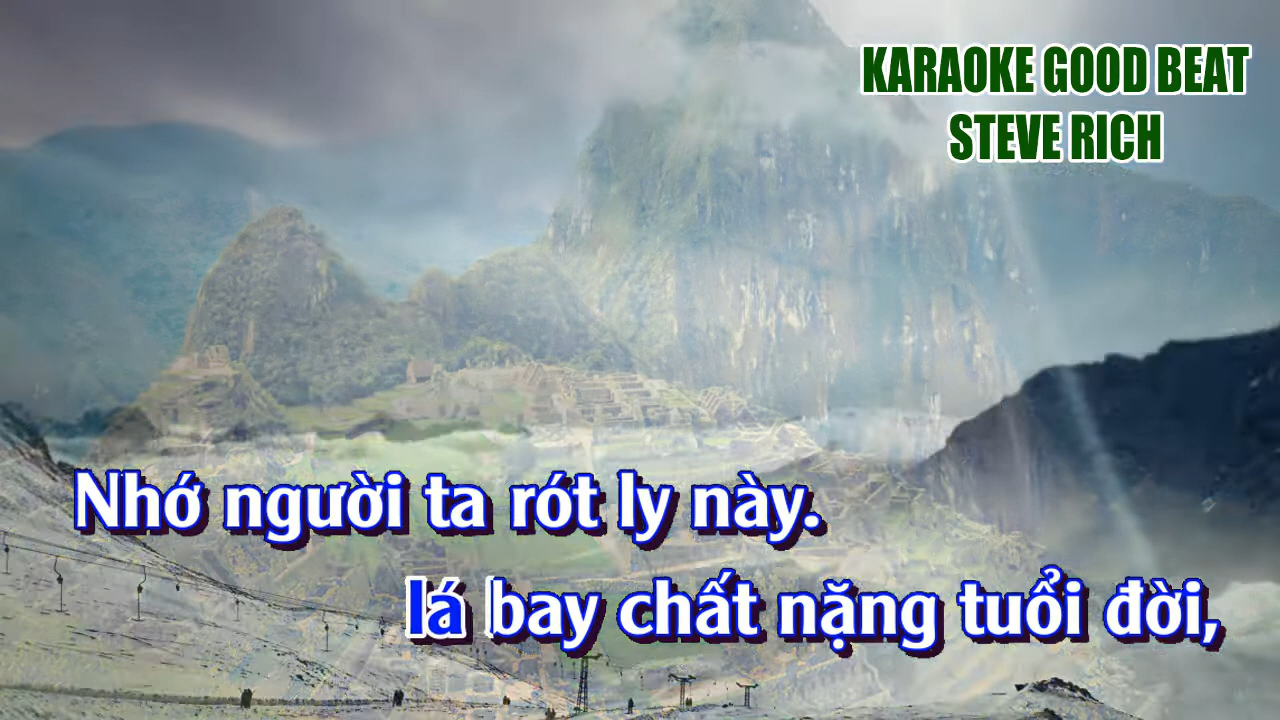 KARAOKE GOOD BEAT
STEVE RICH
Nhớ người ta rót ly này.
lá bay chất nặng tuổi đời,